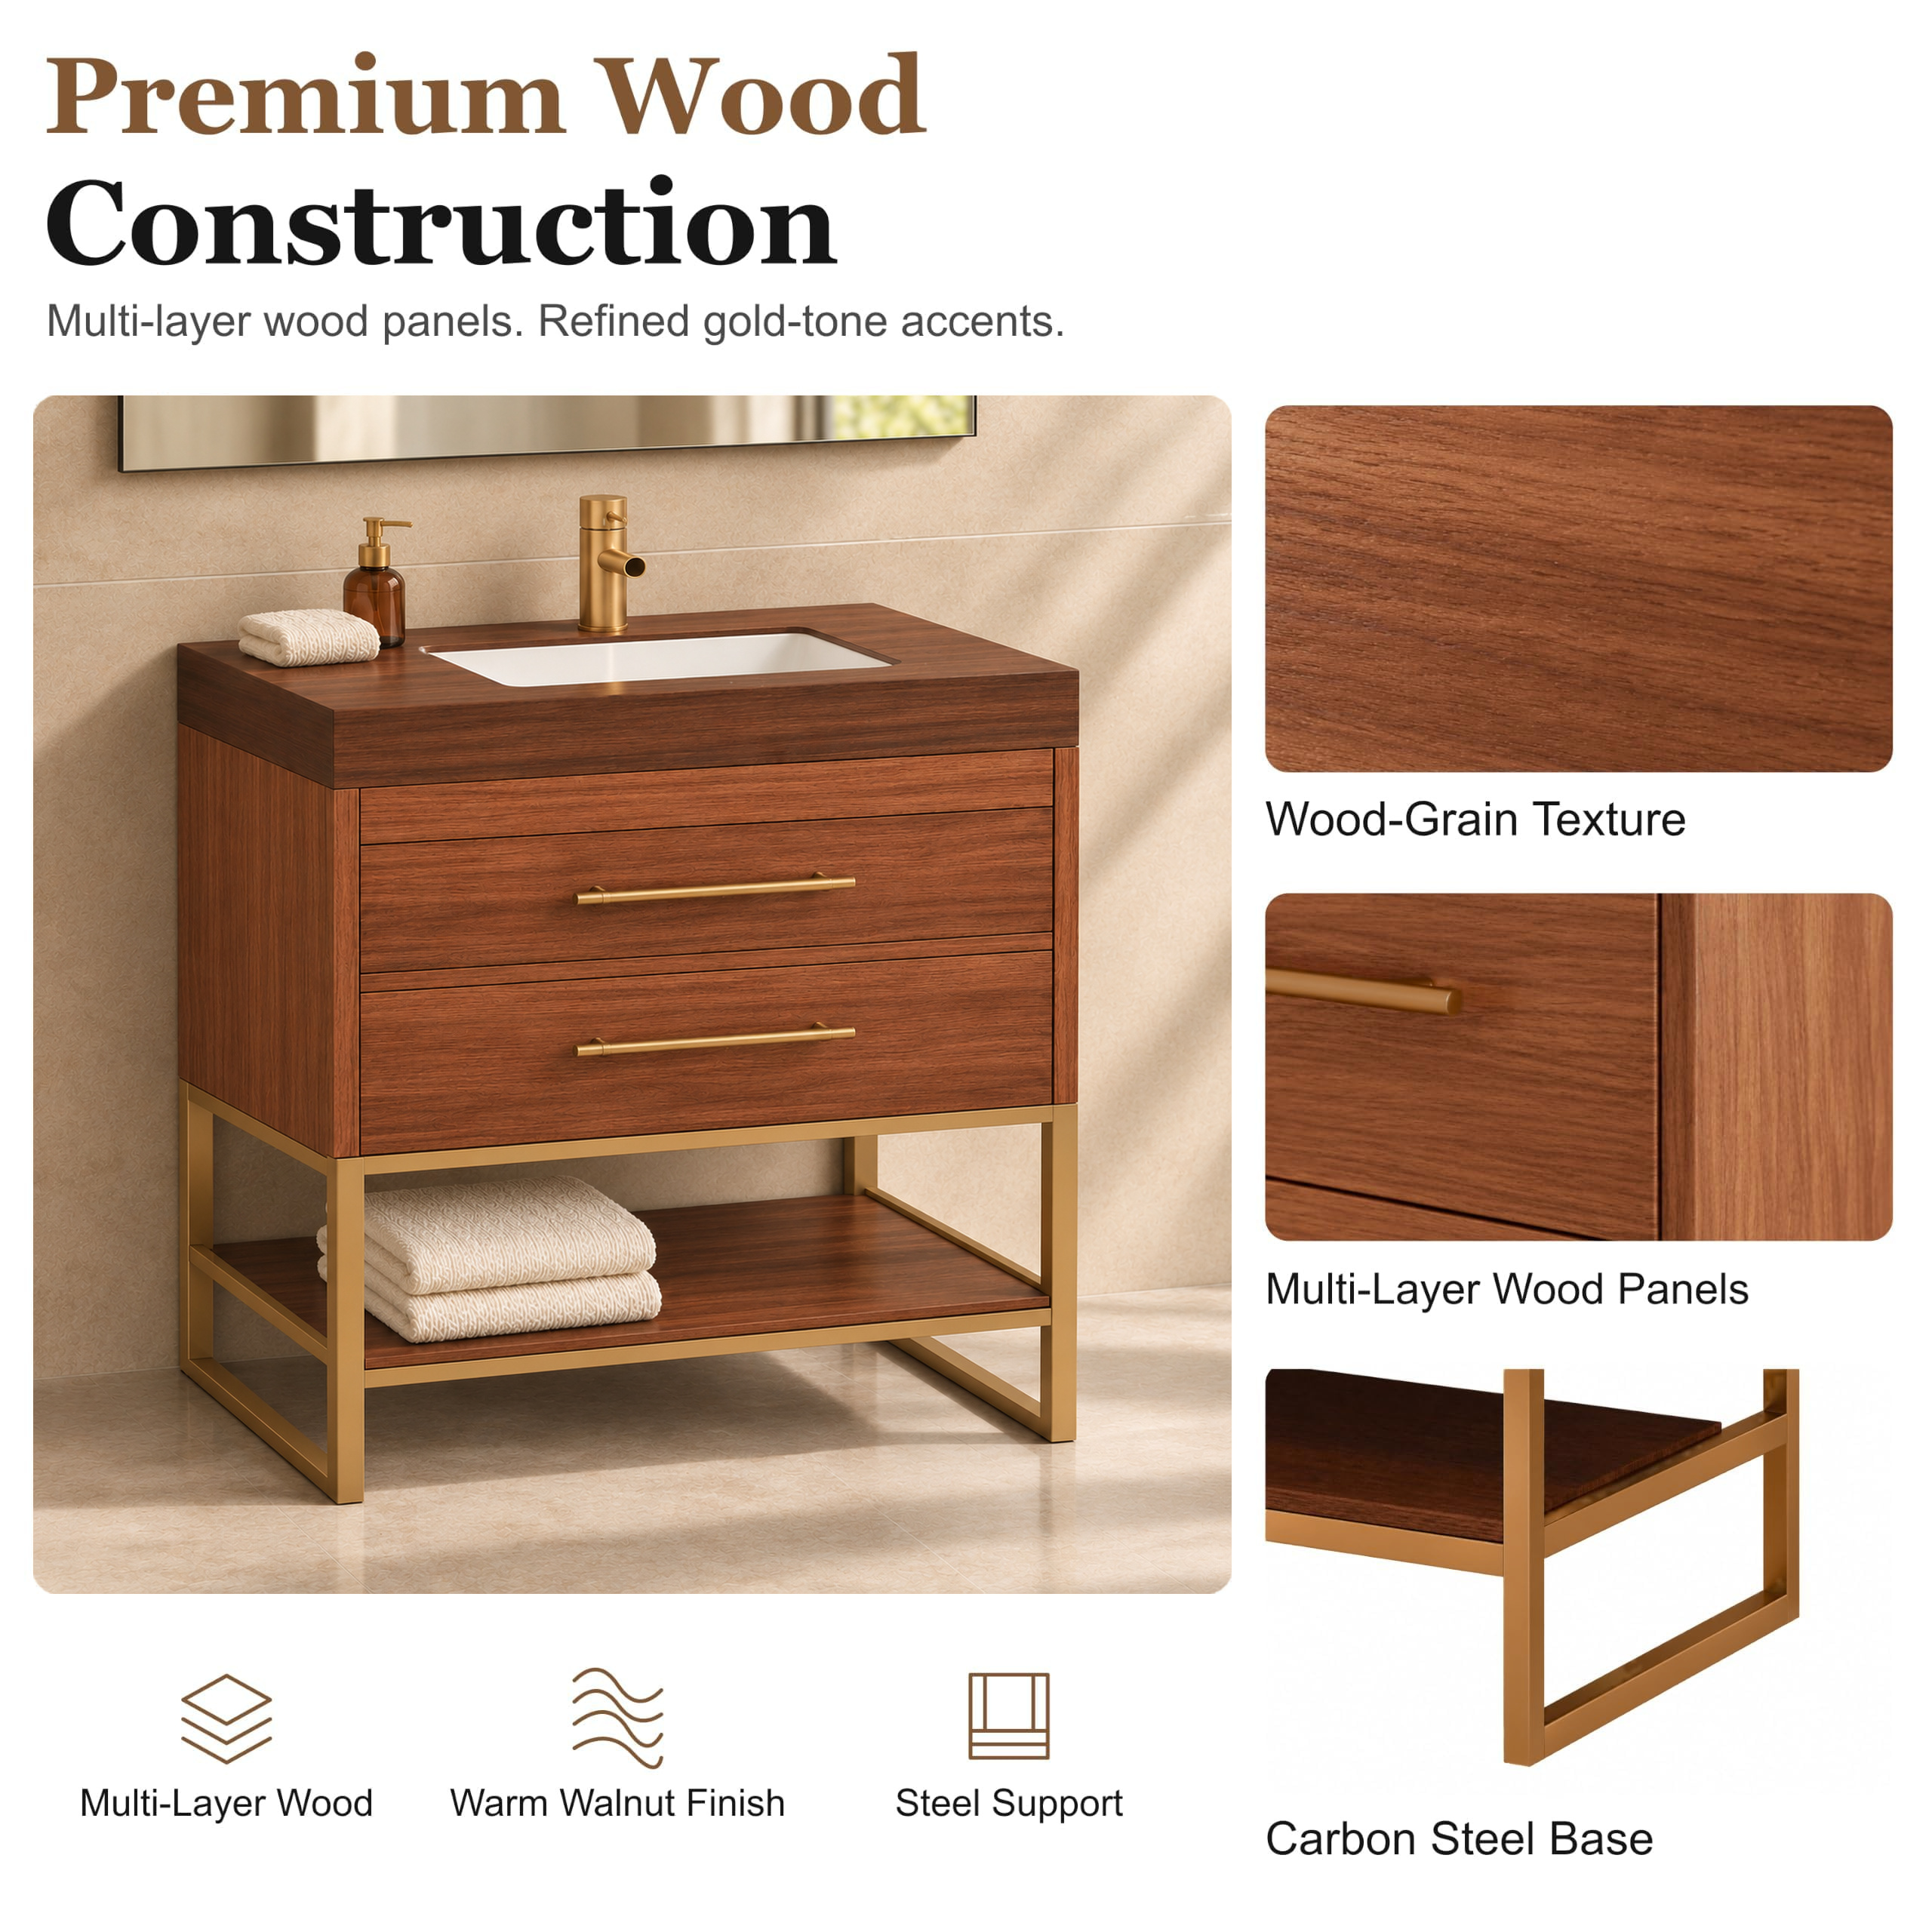 Premium Wood
Construction
Multi-layer wood panels. Refined gold-tone accents.
Wood-Grain Texture
Multi-Layer Wood Panels
Carbon Steel Base
Multi-Layer Wood
Warm Walnut Finish
Steel Support